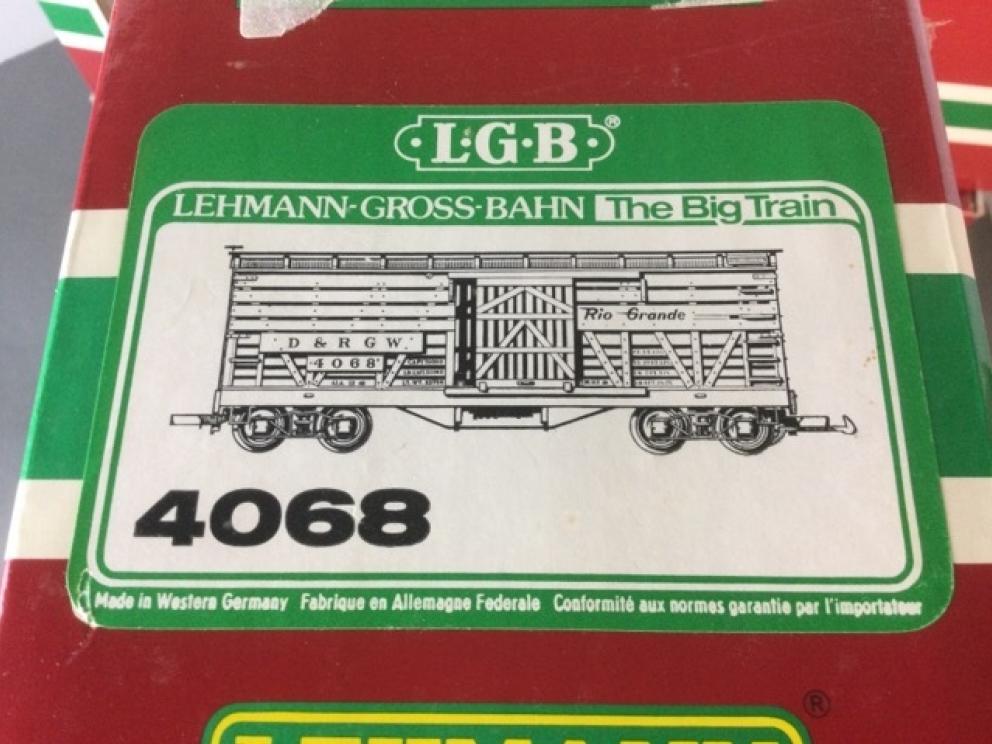 ·L·G·B·®
LEHMANN-GROSS-BAHN The Big Train
Rio Grande
D & R G W.
4068
4068
Made in Western Germany Fabrique en Allemagne Federale Conformité aux normes garantie par l'importateur
®
LEHMANN